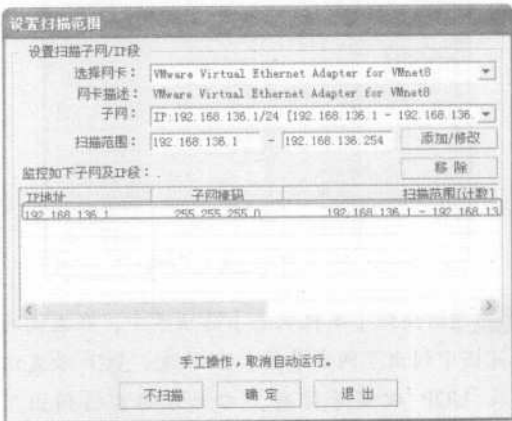 设置扫描范围
设置扫描子网/IP段
选择网卡： VMware Virtual Ethernet Adapter for VMnet8
网卡描述： VMware Virtual Ethernet Adapter for VMnet8
子网： IP:192.168.136.1/24 [192.168.136.1 - 192.168.136.
扫描范围： 192.168.136.1 - 192.168.136.254 添加/修改
监控如下子网及IP段： 移 除
IP地址 子网掩码 扫描范围[计数]
192.168.136.1 255.255.255.0 192.168.136.1 - 192.168.13
手工操作，取消自动运行。
不扫描 确 定 退 出